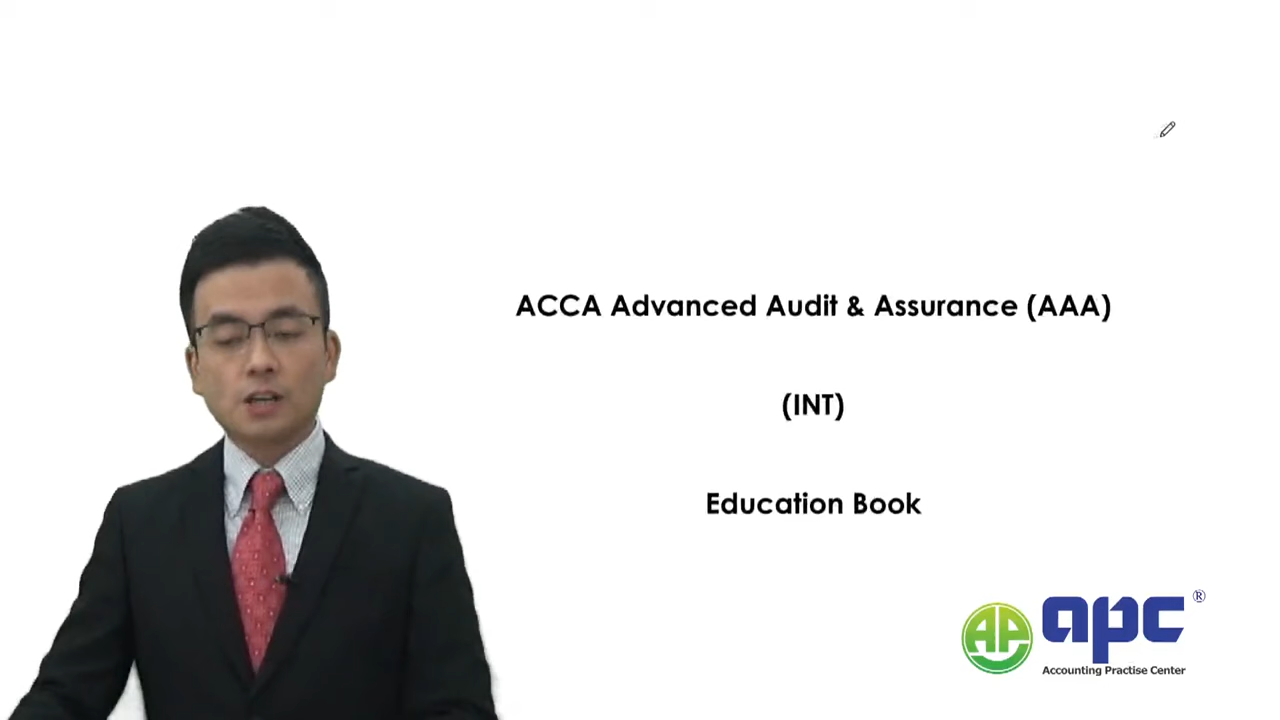 ACCA Advanced Audit & Assurance (AAA)
(INT)
Education Book
AP
apc®
Accounting Practise Center